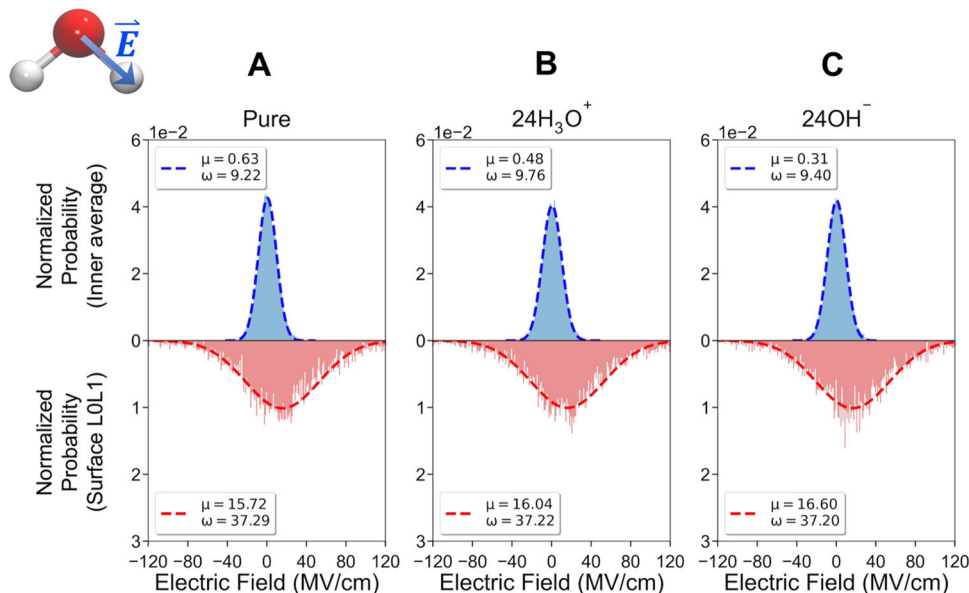 E
A
B
C
Pure
24H₃O⁺
24OH⁻
1e−2
1e−2
1e−2
Normalized
Probability
(Inner average)
Normalized
Probability
(Surface L0L1)
6
4
2
0
1
2
3
μ = 0.63
ω = 9.22
μ = 15.72
ω = 37.29
−120
−80
−40
0
40
80
120
Electric Field (MV/cm)
6
4
2
0
1
2
3
μ = 0.48
ω = 9.76
μ = 16.04
ω = 37.22
−120
−80
−40
0
40
80
120
Electric Field (MV/cm)
6
4
2
0
1
2
3
μ = 0.31
ω = 9.40
μ = 16.60
ω = 37.20
−120
−80
−40
0
40
80
120
Electric Field (MV/cm)